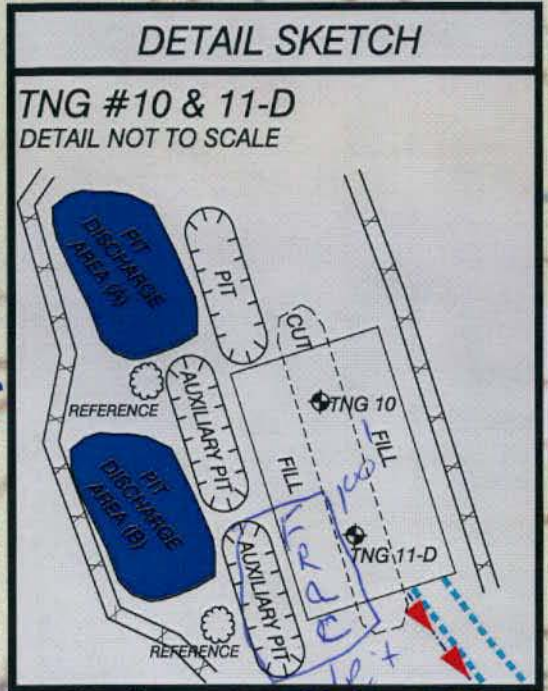 DETAIL SKETCH
TNG #10 & 11-D
DETAIL NOT TO SCALE
PIT
DISCHARGE
AREA (A)
PIT
CUT
REFERENCE
AUXILIARY PIT
TNG 10
FILL
FILL
PIT
DISCHARGE
AREA (B)
TNG 11-D
AUXILIARY PIT
REFERENCE
Pit